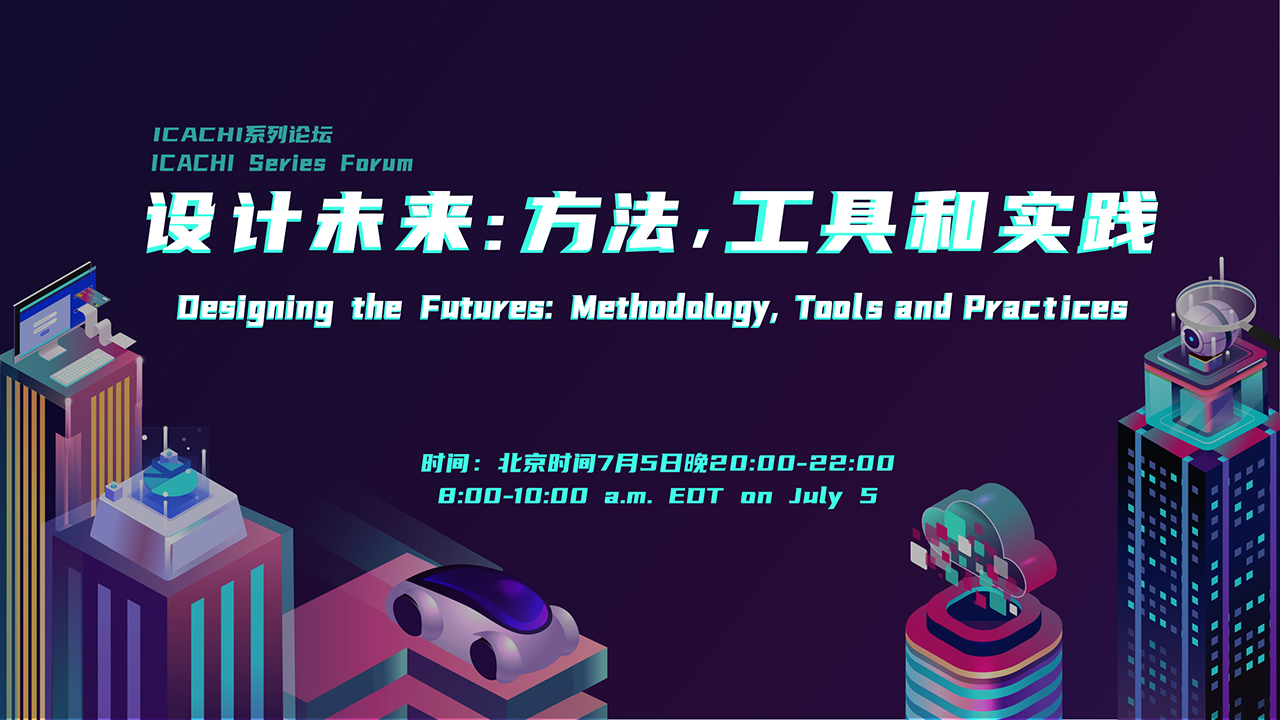 ICACHI系列论坛
ICACHI Series Forum
设计未来:方法,工具和实践
Designing the Futures: Methodology, Tools and Practices
时间：北京时间7月5日晚20:00-22:00
8:00-10:00 a.m. EDT on July 5